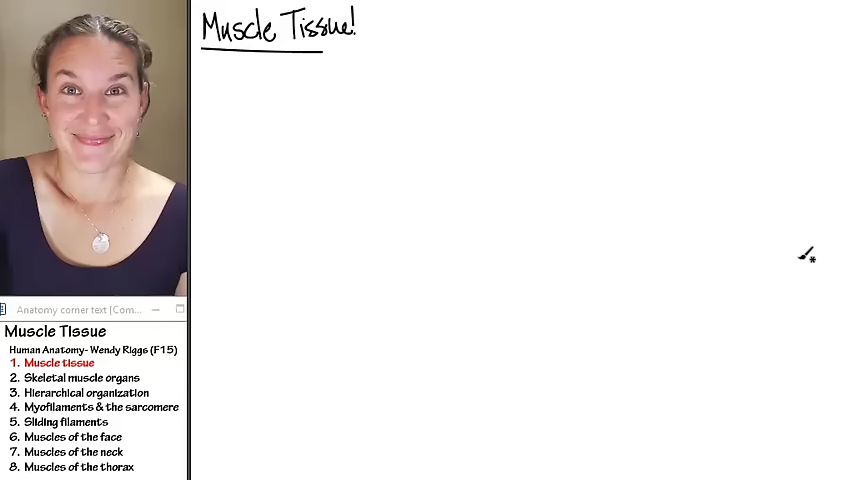 Muscle Tissue!
Anatomy corner text [Com...
Muscle Tissue
Human Anatomy- Wendy Riggs (F15)
1. Muscle tissue
2. Skeletal muscle organs
3. Hierarchical organization
4. Myofilaments & the sarcomere
5. Sliding filaments
6. Muscles of the face
7. Muscles of the neck
8. Muscles of the thorax